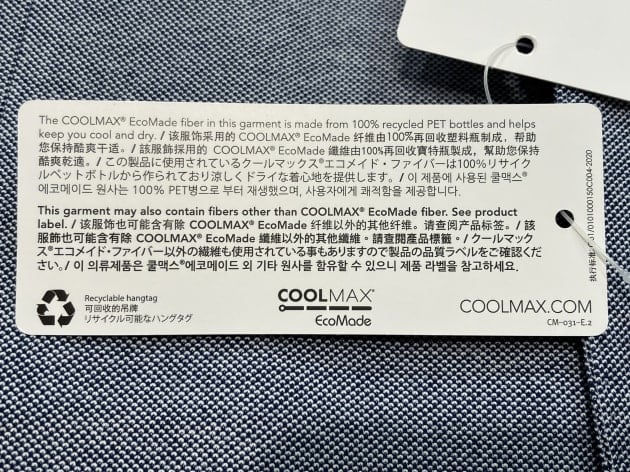 The COOLMAX® EcoMade fiber in this garment is made from 100% recycled PET bottles and helps
keep you cool and dry. / 该服饰采用的 COOLMAX® EcoMade 纤维由100%再回收塑料瓶制成，帮助
您保持酷爽干适。/ 該服飾採用的 COOLMAX® EcoMade 纖維由100%再回收寶特瓶製成，幫助您保持
酷爽乾適。/ この製品に使用されているクールマックス®エコメイド・ファイバーは100%リサイク
ルペットボトルから作られており涼しくドライな着心地を提供します。/ 이 제품에 사용된 쿨맥스®
에코메이드 원사는 100% PET병으로 부터 재생했으며, 사용자에게 쾌적함을 제공합니다.
This garment may also contain fibers other than COOLMAX® EcoMade fiber. See product
label. / 该服饰也可能含有除 COOLMAX® EcoMade 纤维以外的其他纤维。请查阅产品标签。/ 該
服飾也可能含有除 COOLMAX® EcoMade 纖維以外的其他纖維。請查閱產品標籤。/ クールマック
ス®エコメイド・ファイバー以外の繊維も使用されている事もありますので製品の品質ラベルをご確認くださ
い。/ 이 의류제품은 쿨맥스®에코메이드 외 기타 원사를 함유할 수 있으니 제품 라벨을 참고하세요.
Recyclable hangtag
可回收的吊牌
リサイクル可能なハングタグ
COOLMAX®
EcoMade
COOLMAX.COM
CM-031-E.2
执行标准:
/01010001SOC004-2020